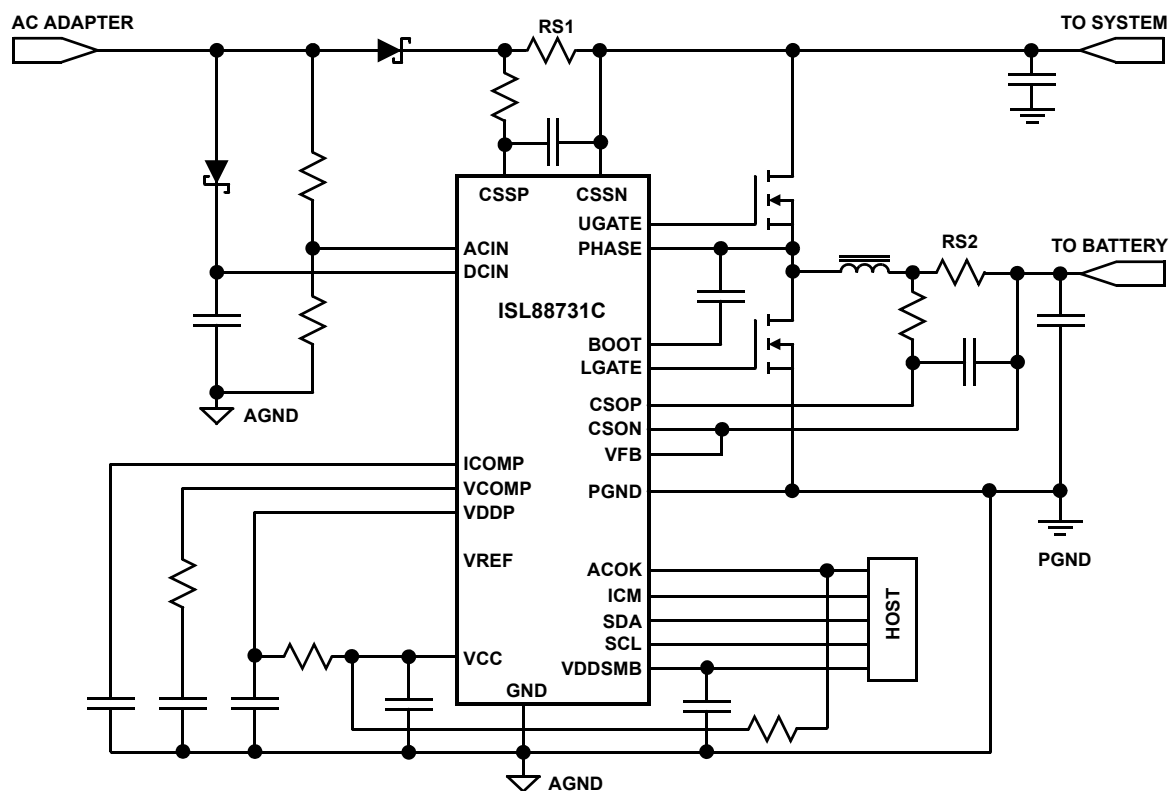 AC ADAPTER
RS1
TO SYSTEM
CSSP
CSSN
UGATE
PHASE
ACIN
DCIN
RS2
TO BATTERY
ISL88731C
BOOT
LGATE
AGND
CSOP
CSON
VFB
ICOMP
VCOMP
VDDP
PGND
VREF
PGND
ACOK
ICM
SDA
SCL
VDDSMB
HOST
VCC
GND
AGND